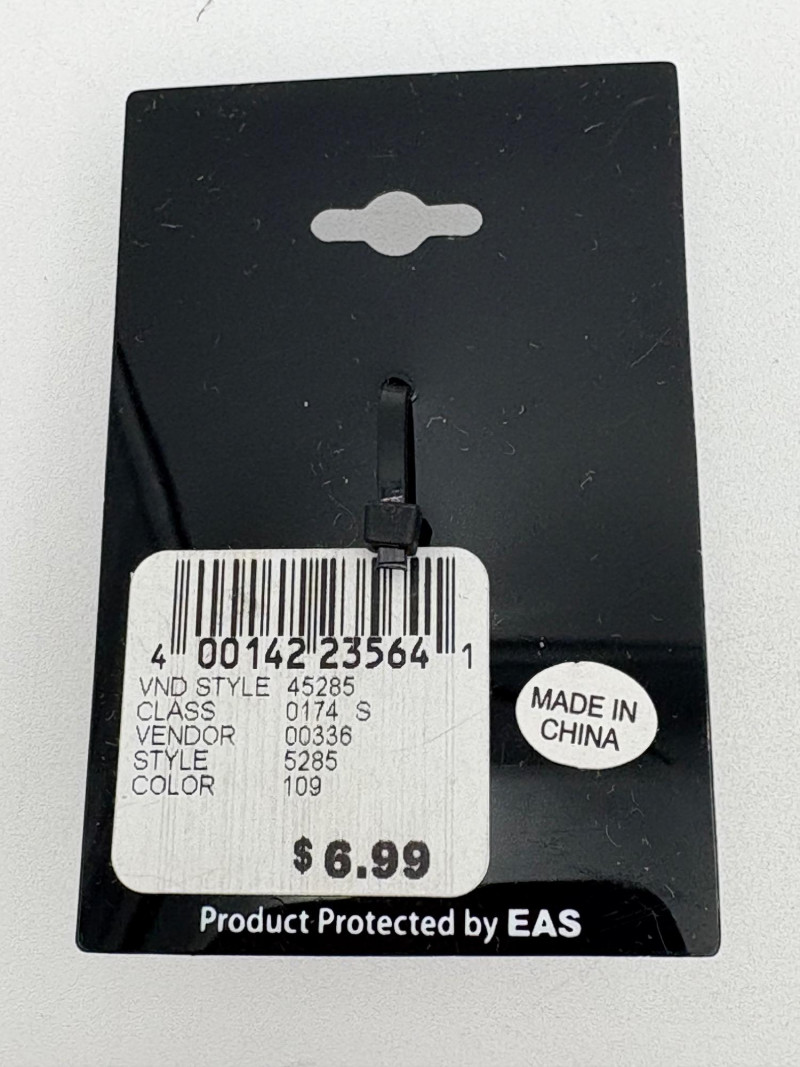 4 00142 23564 1
VND STYLE 45285
CLASS 0174 S
VENDOR 00336
STYLE 5285
COLOR 109
$ 6.99
MADE IN
CHINA
Product Protected by EAS